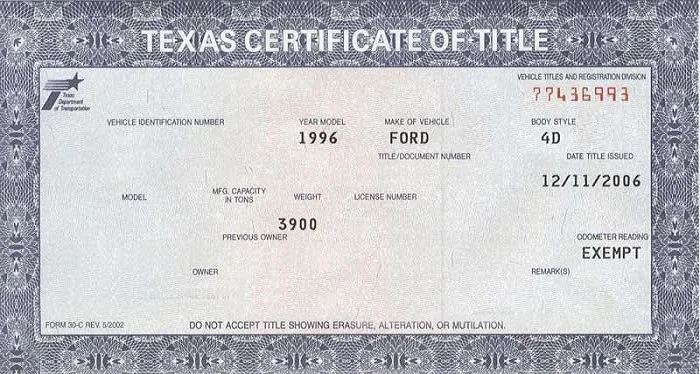 TEXAS CERTIFICATE OF TITLE
VEHICLE TITLES AND REGISTRATION DIVISION
77436993
Texas
Department
of Transportation
VEHICLE IDENTIFICATION NUMBER YEAR MODEL MAKE OF VEHICLE BODY STYLE
1996 FORD 4D
TITLE/DOCUMENT NUMBER DATE TITLE ISSUED
12/11/2006
MODEL MFG. CAPACITY IN TONS WEIGHT LICENSE NUMBER
3900
PREVIOUS OWNER ODOMETER READING
EXEMPT
OWNER REMARK(S)
FORM 30-C REV. 5/2002 DO NOT ACCEPT TITLE SHOWING ERASURE, ALTERATION, OR MUTILATION.